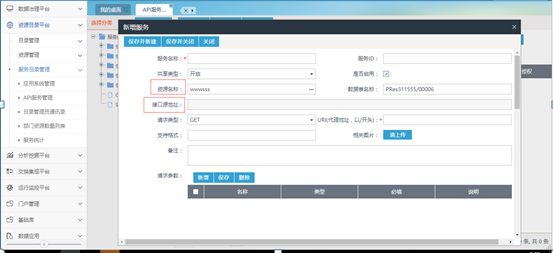 数据治理平台
资源目录平台
目录管理
资源管理
服务目录管理
应用系统管理
API服务管理
目录管理员通讯录
部门资源数量列表
服务统计
分析挖掘平台
交换集成平台
运行监控平台
门户管理
基础库
数据应用
我的桌面
API服务...
选择分类
服务
新增服务
保存并新建 保存并关闭 关闭
服务名称：*
服务ID：
共享类型： 开放
是否启用：
资源名称： wwwsss ...
数据表名称： PRes311555/00006
接口原地址：
请求类型： GET
URI(代理地址，以/开头)：*
支持格式：
相关图片： 请上传
备注：
请求参数： 新增 保存 删除
名称 类型 必填 说明
授权
条，共 0 条